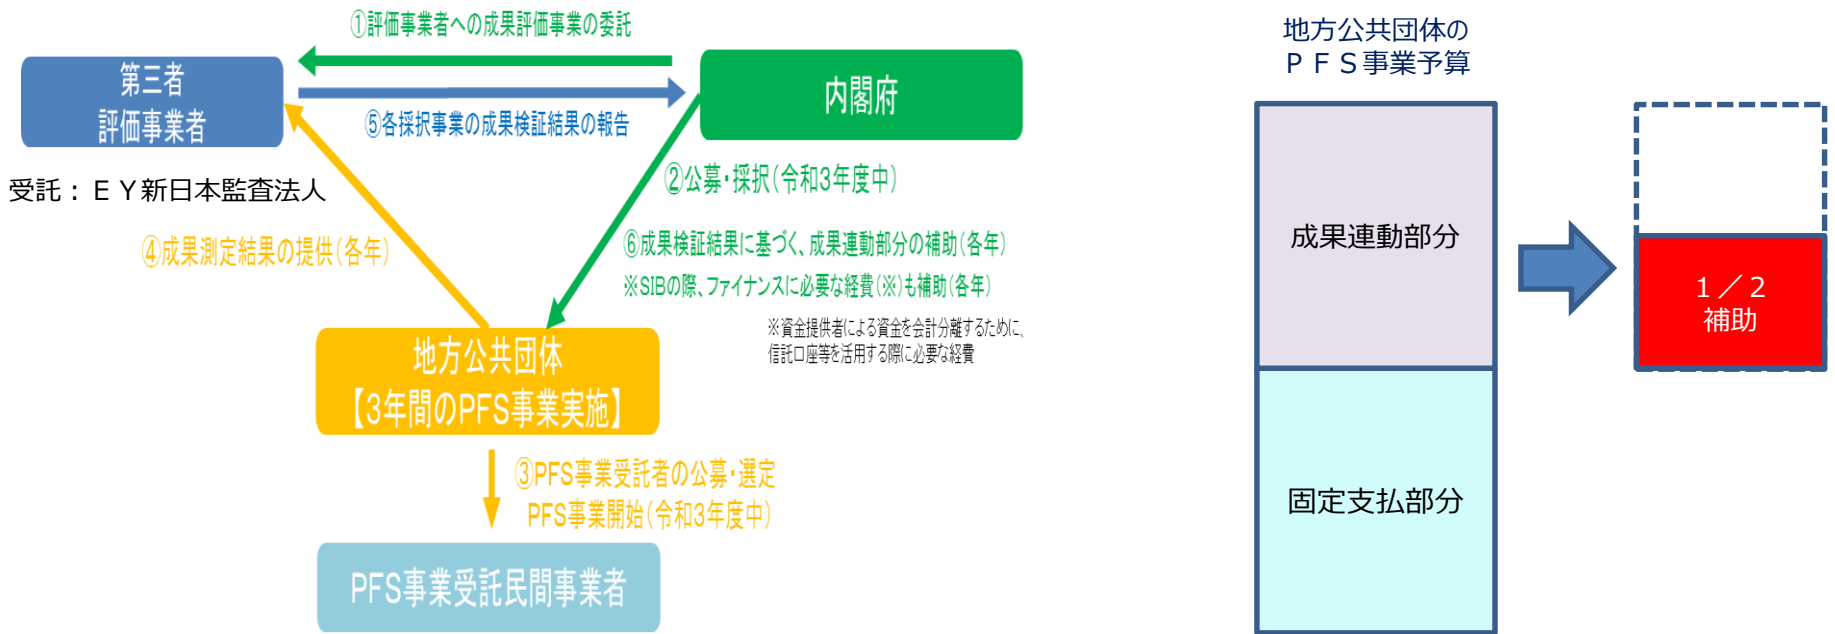 ①評価事業者への成果評価事業の委託
第三者
評価事業者
内閣府
⑤各採択事業の成果検証結果の報告
受託：ＥＹ新日本監査法人
②公募・採択（令和3年度中）
④成果測定結果の提供（各年）
⑥成果検証結果に基づく、成果連動部分の補助（各年）
※SIBの際、ファイナンスに必要な経費（※）も補助（各年）
※資金提供者による資金を会計分離するために、
信託口座等を活用する際に必要な経費
地方公共団体
【3年間のPFS事業実施】
③PFS事業受託者の公募・選定
PFS事業開始（令和3年度中）
PFS事業受託民間事業者
地方公共団体の
ＰＦＳ事業予算
成果連動部分
固定支払部分
１／２
補助